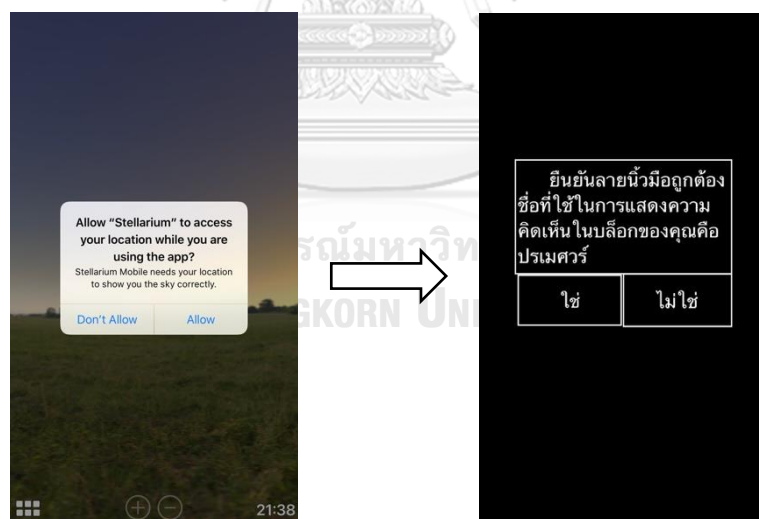 Allow “Stellarium” to access
your location while you are
using the app?
Stellarium Mobile needs your location
to show you the sky correctly.
Don’t Allow
Allow
21:38
ยืนยันลายนิ้วมือถูกต้อง
ชื่อที่ใช้ในการแสดงความ
คิดเห็นในบล็อกของคุณคือ
ปรเมศวร์
ใช่
ไม่ใช่